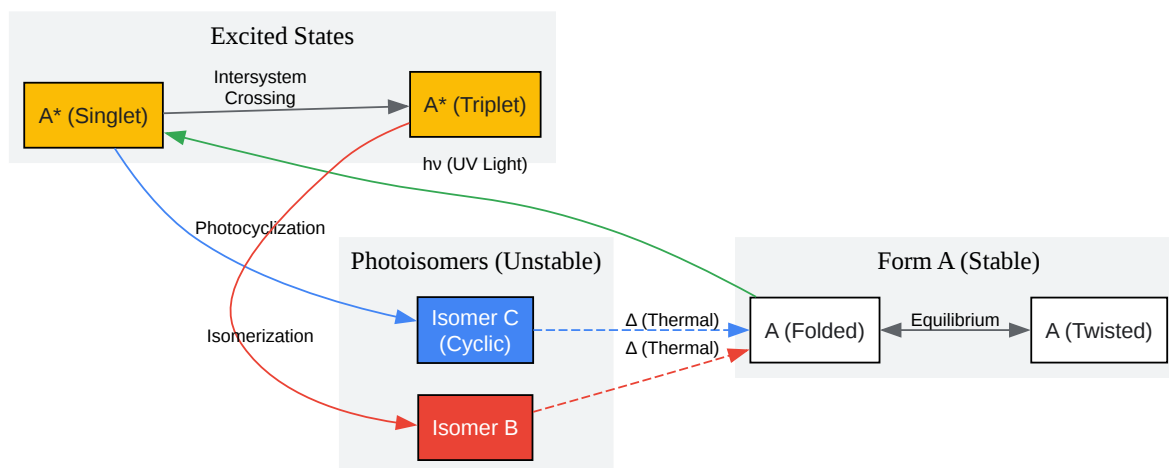 Excited States
A* (Singlet)
Intersystem
Crossing
A* (Triplet)
hν (UV Light)
Photocyclization
Isomerization
Photoisomers (Unstable)
Isomer C
(Cyclic)
Isomer B
Δ (Thermal)
Δ (Thermal)
Form A (Stable)
A (Folded)
Equilibrium
A (Twisted)